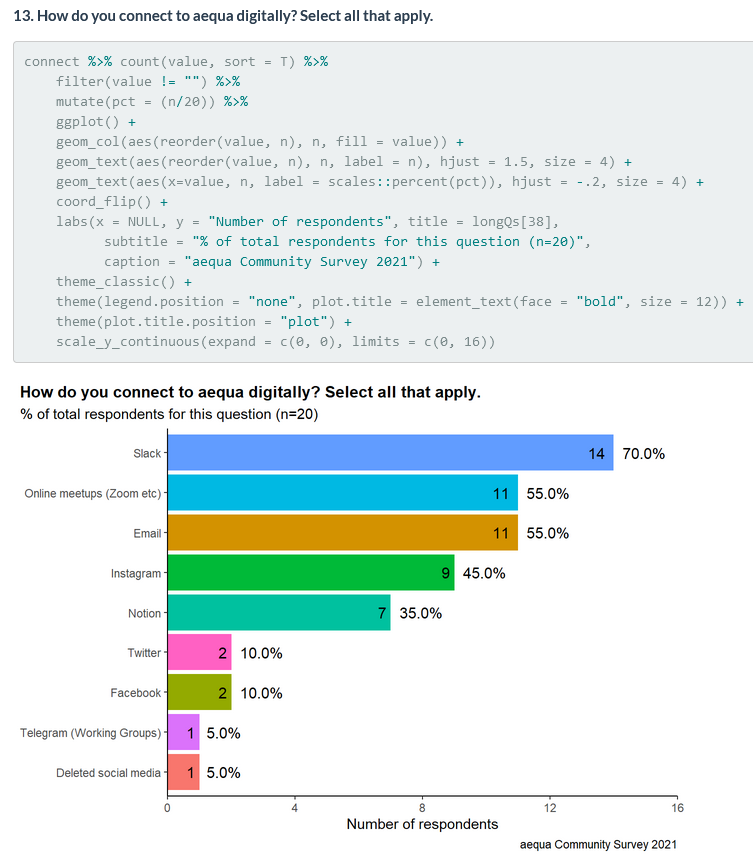 13. How do you connect to aequa digitally? Select all that apply.
connect %>% count(value, sort = T) %>%
    filter(value != "") %>%
    mutate(pct = (n/20)) %>%
    ggplot() +
    geom_col(aes(reorder(value, n), n, fill = value)) +
    geom_text(aes(reorder(value, n), n, label = n), hjust = 1.5, size = 4) +
    geom_text(aes(x=value, n, label = scales::percent(pct)), hjust = -.2, size = 4) +
    coord_flip() +
    labs(x = NULL, y = "Number of respondents", title = longQs[38],
          subtitle = "% of total respondents for this question (n=20)",
          caption = "aequa Community Survey 2021") +
    theme_classic() +
    theme(legend.position = "none", plot.title = element_text(face = "bold", size = 12)) +
    theme(plot.title.position = "plot") +
    scale_y_continuous(expand = c(0, 0), limits = c(0, 16))
How do you connect to aequa digitally? Select all that apply.
% of total respondents for this question (n=20)
Slack 14 70.0%
Online meetups (Zoom etc) 11 55.0%
Email 11 55.0%
Instagram 9 45.0%
Notion 7 35.0%
Twitter 2 10.0%
Facebook 2 10.0%
Telegram (Working Groups) 1 5.0%
Deleted social media 1 5.0%
0 4 8 12 16
Number of respondents
aequa Community Survey 2021